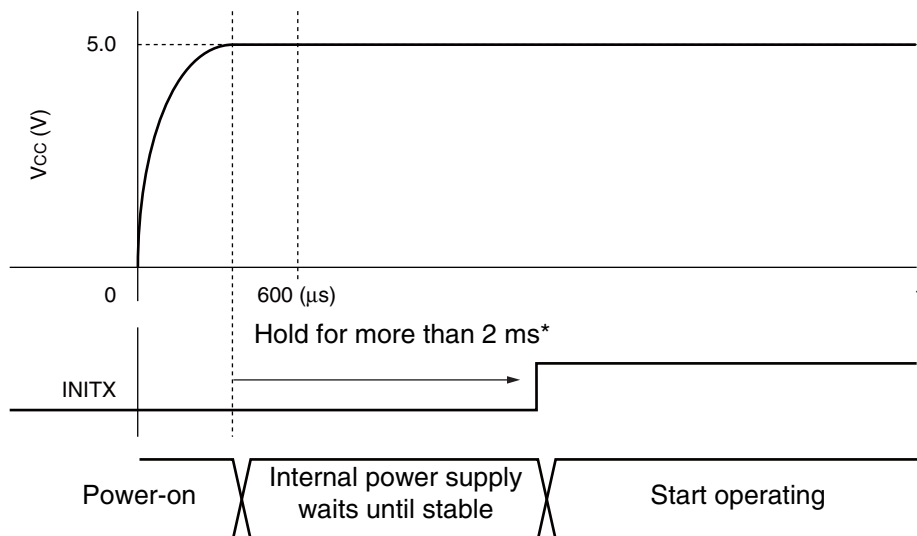 5.0
Vcc (V)
0
600 (μs)
Hold for more than 2 ms*
INITX
Power-on
Internal power supply
waits until stable
Start operating